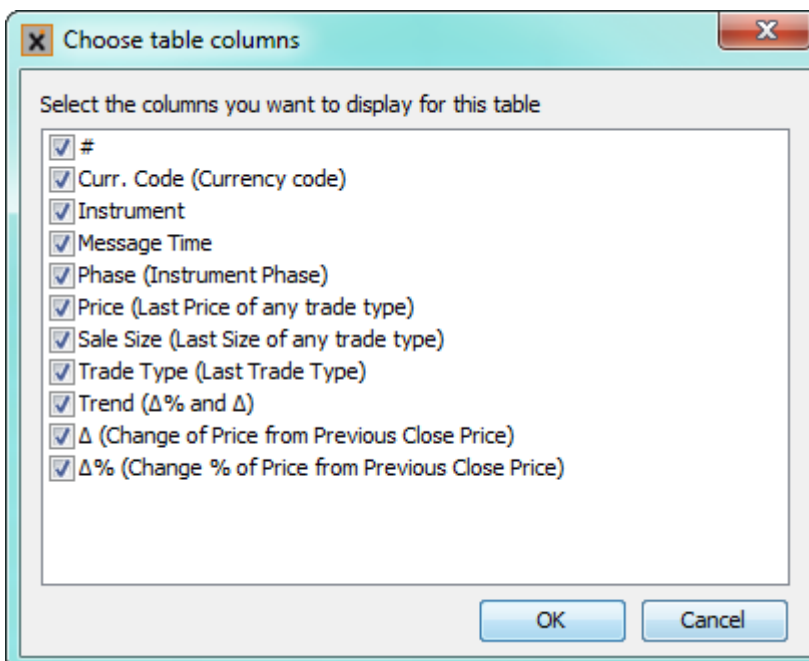 Choose table columns
Select the columns you want to display for this table
#
Curr. Code (Currency code)
Instrument
Message Time
Phase (Instrument Phase)
Price (Last Price of any trade type)
Sale Size (Last Size of any trade type)
Trade Type (Last Trade Type)
Trend (Δ% and Δ)
Δ (Change of Price from Previous Close Price)
Δ% (Change % of Price from Previous Close Price)
OK Cancel